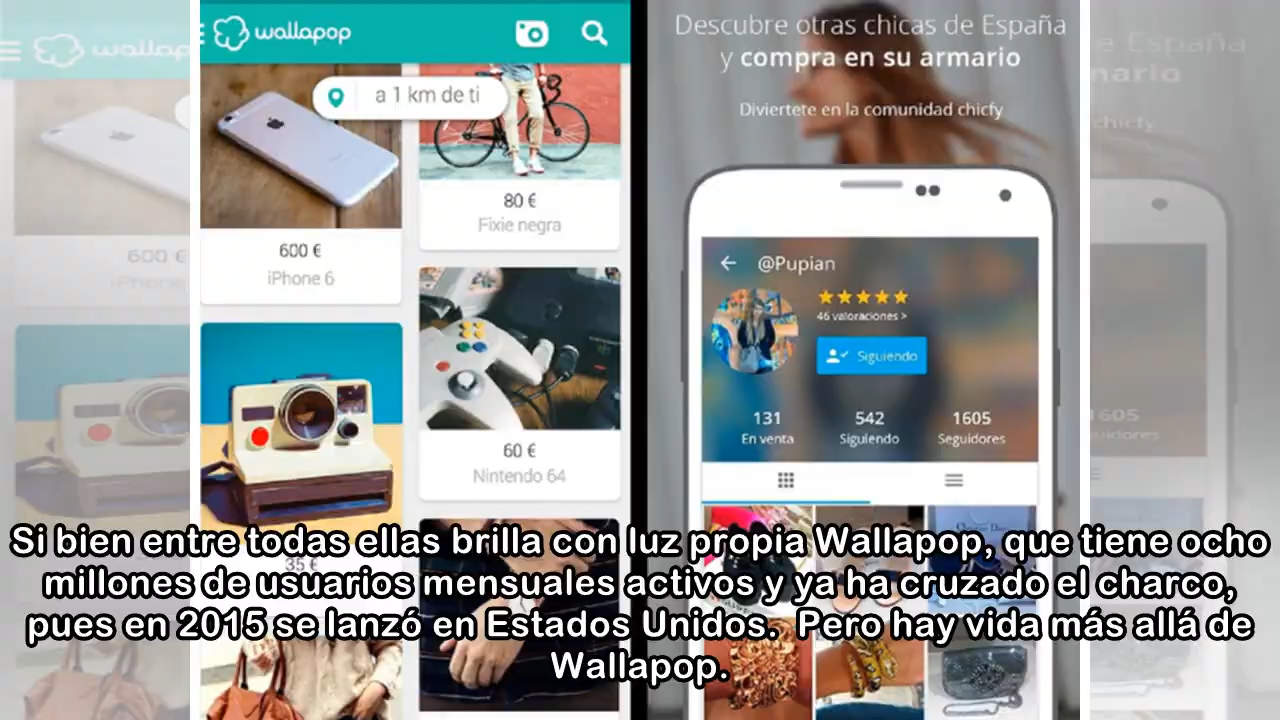 wallapop
a 1 km de ti
600 €
iPhone 6
80 €
Fixie negra
60 €
Nintendo 64
35 €
Descubre otras chicas de España
y compra en su armario
Diviertete en la comunidad chicfy
@Pupian
46 valoraciones >
Siguiendo
131
En venta
542
Siguiendo
1605
Seguidores
Si bien entre todas ellas brilla con luz propia Wallapop, que tiene ocho
millones de usuarios mensuales activos y ya ha cruzado el charco,
pues en 2015 se lanzó en Estados Unidos. Pero hay vida más allá de
Wallapop.